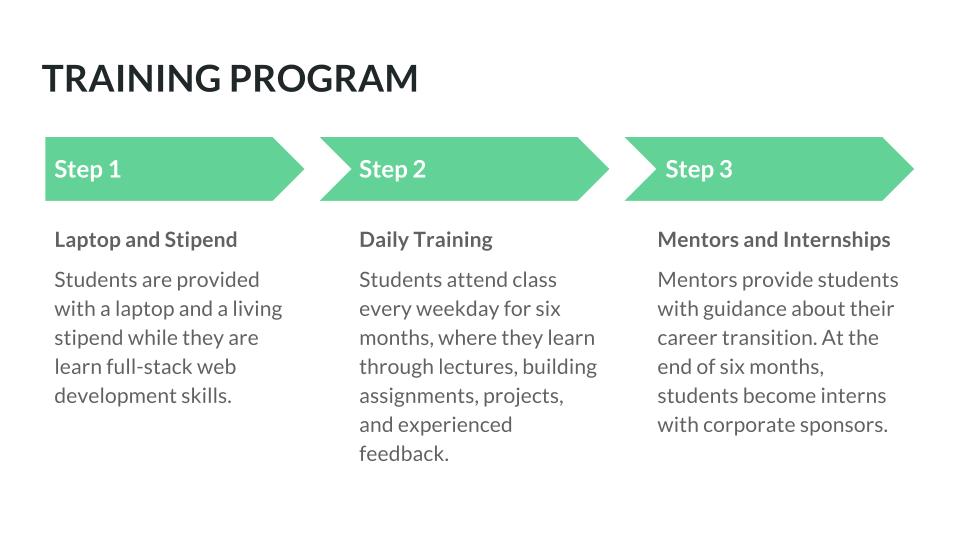 TRAINING PROGRAM
Step 1
Laptop and Stipend
Students are provided
with a laptop and a living
stipend while they are
learn full-stack web
development skills.
Step 2
Daily Training
Students attend class
every weekday for six
months, where they learn
through lectures, building
assignments, projects,
and experienced
feedback.
Step 3
Mentors and Internships
Mentors provide students
with guidance about their
career transition. At the
end of six months,
students become interns
with corporate sponsors.